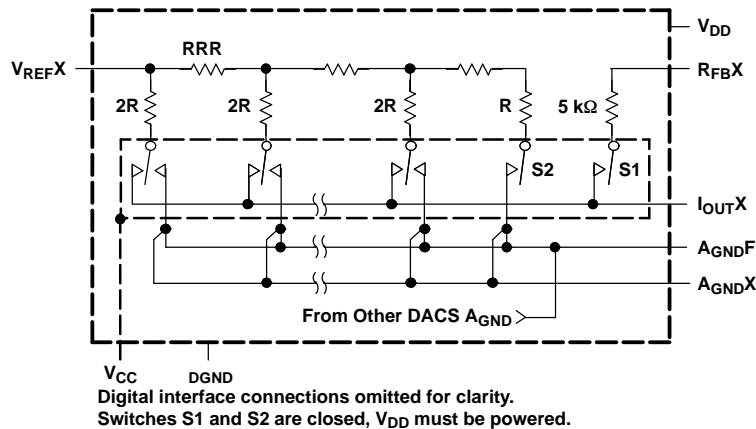 VDD
RRR
VREFX
RFBX
2R 2R 2R R 5 kΩ
S2 S1
IOUTX
AGNDF
AGNDX
From Other DACS AGND
VCC DGND
Digital interface connections omitted for clarity.
Switches S1 and S2 are closed, VDD must be powered.